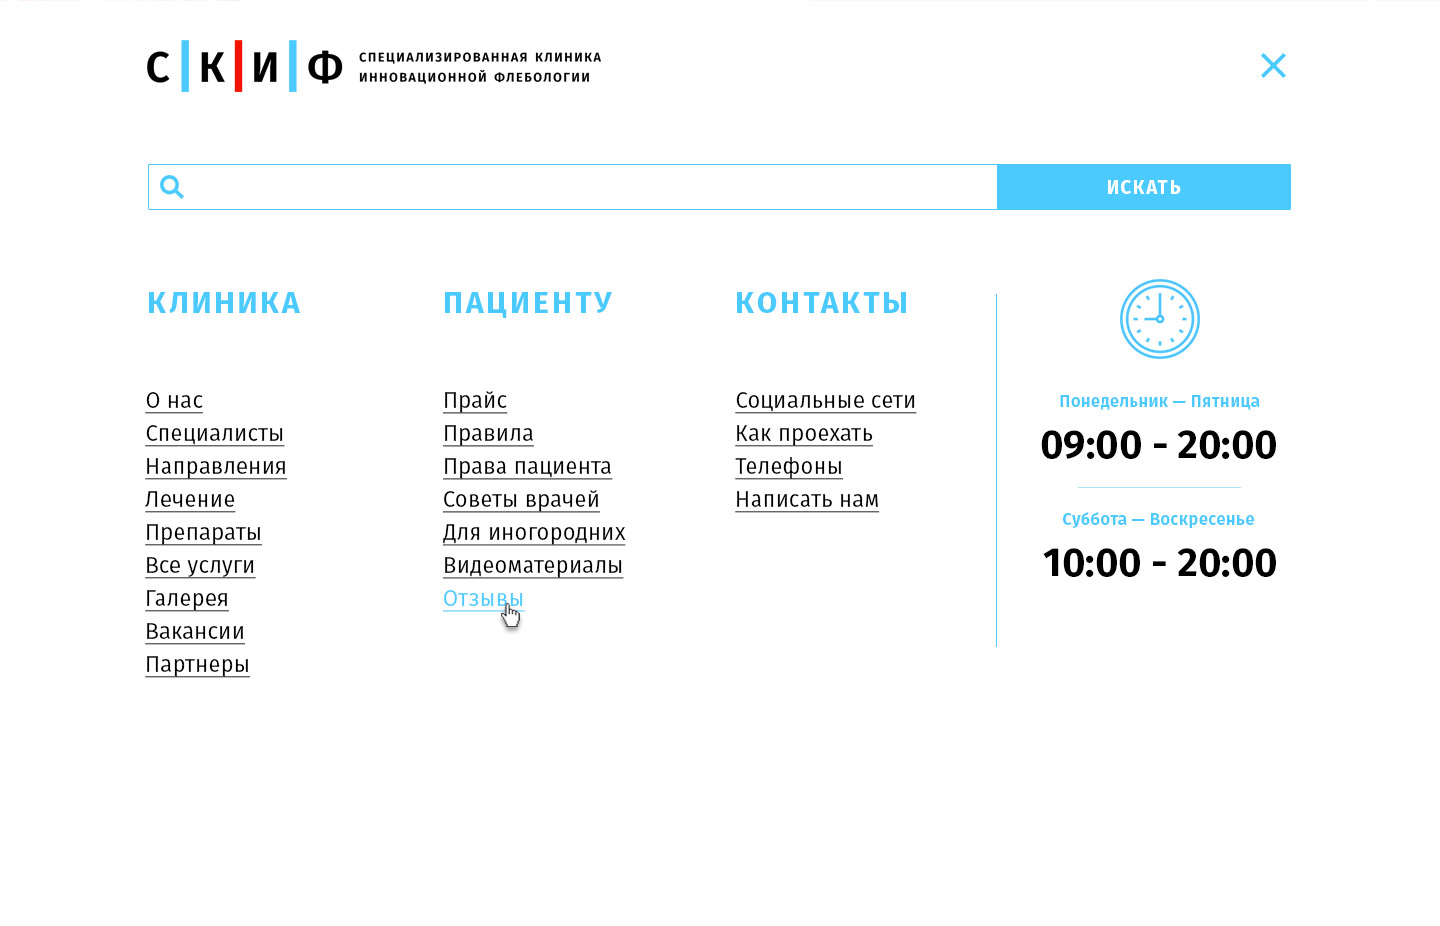 С|К|И|Ф
СПЕЦИАЛИЗИРОВАННАЯ КЛИНИКА
ИННОВАЦИОННОЙ ФЛЕБОЛОГИИ
ИСКАТЬ
КЛИНИКА
О нас
Специалисты
Направления
Лечение
Препараты
Все услуги
Галерея
Вакансии
Партнеры
ПАЦИЕНТУ
Прайс
Правила
Права пациента
Советы врачей
Для иногородних
Видеоматериалы
Отзывы
КОНТАКТЫ
Социальные сети
Как проехать
Телефоны
Написать нам
Понедельник — Пятница
09:00 - 20:00
Суббота — Воскресенье
10:00 - 20:00